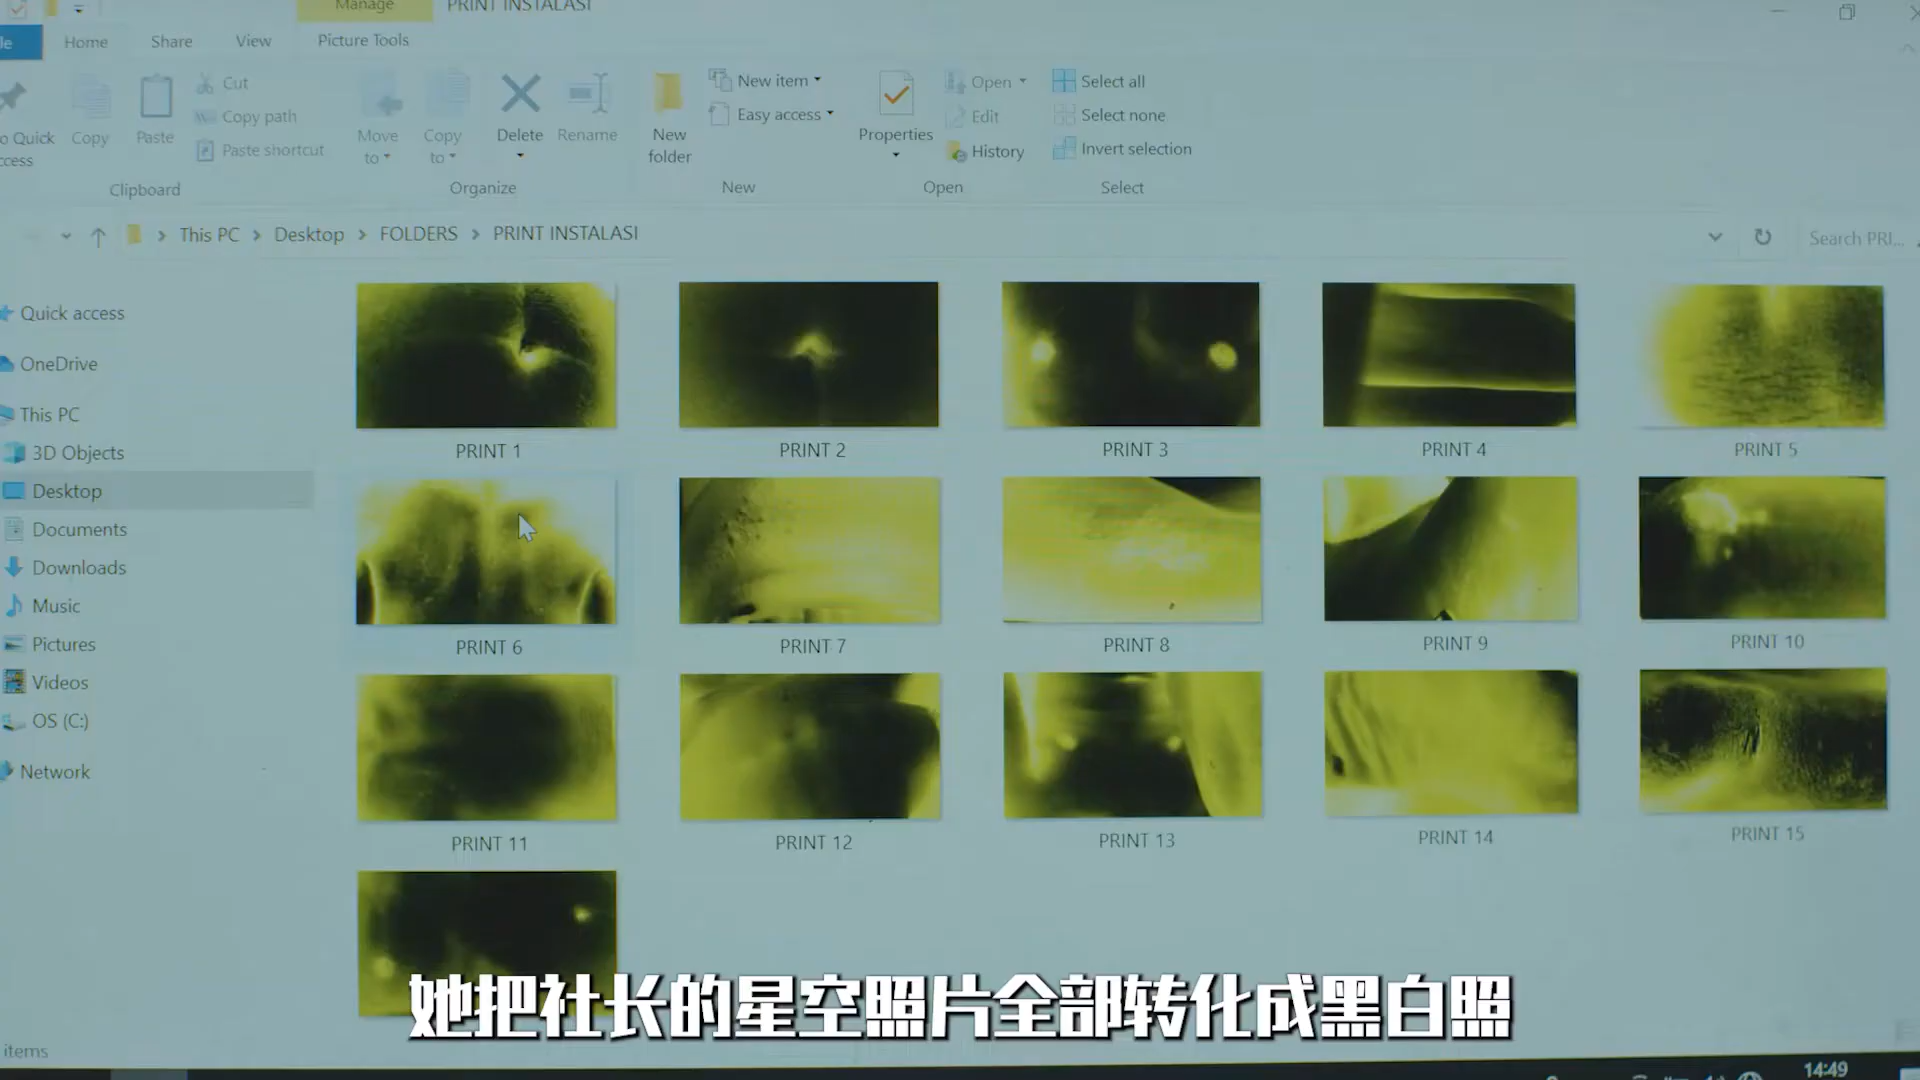 Manage
PRINT INSTALASI
Home
Share
View
Picture Tools
Copy
Paste
Cut
Copy path
Paste shortcut
Move to
Copy to
Delete
Rename
New folder
New item
Easy access
Properties
Open
Edit
History
Select all
Select none
Invert selection
Clipboard
Organize
New
Open
Select
This PC > Desktop > FOLDERS > PRINT INSTALASI
Search PRI...
Quick access
OneDrive
This PC
3D Objects
Desktop
Documents
Downloads
Music
Pictures
Videos
OS (C:)
Network
PRINT 1
PRINT 2
PRINT 3
PRINT 4
PRINT 5
PRINT 6
PRINT 7
PRINT 8
PRINT 9
PRINT 10
PRINT 11
PRINT 12
PRINT 13
PRINT 14
PRINT 15
她把社长的星空照片全部转化成黑白照
items
14:49